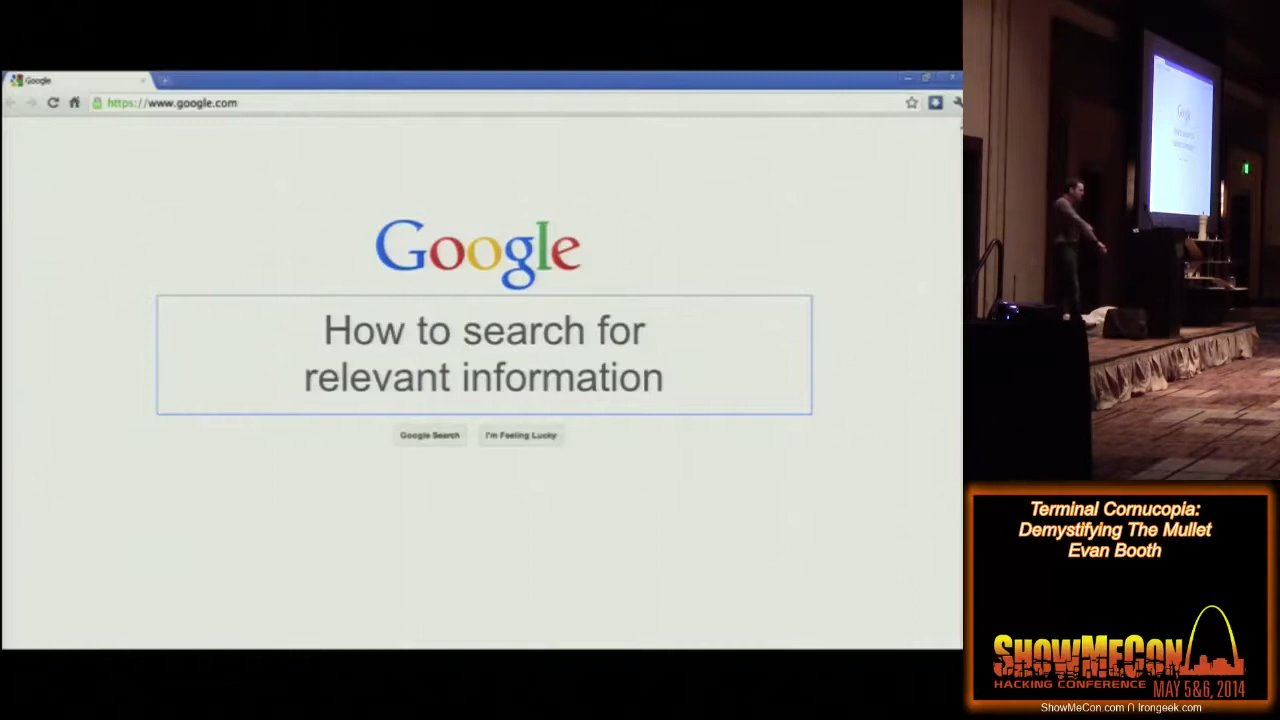 Google
https://www.google.com
Google
How to search for
relevant information
Google Search
I'm Feeling Lucky
Terminal Cornucopia:
Demystifying The Mullet
Evan Booth
ShowMeCon
HACKING CONFERENCE
MAY 5&6, 2014
ShowMeCon.com ∩ Irongeek.com